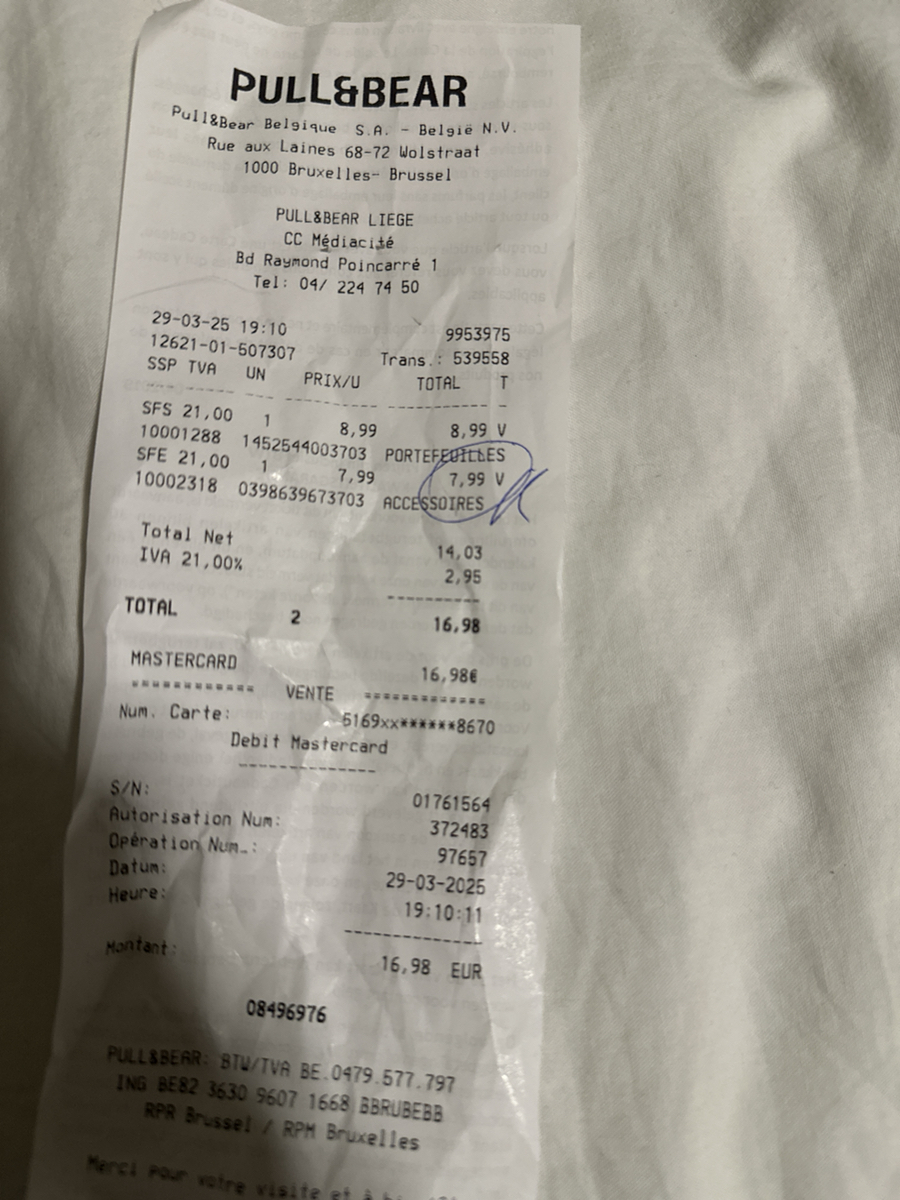 PULL&BEAR
Pull&Bear Belgique S.A. - België N.V.
Rue aux Laines 68-72 Wolstraat
1000 Bruxelles- Brussel
PULL&BEAR LIEGE
CC Médiacité
Bd Raymond Poincarré 1
Tel: 04/ 224 74 50
29-03-25 19:10 9953975
12621-01-507307 Trans.: 539558
SSP TVA UN PRIX/U TOTAL T
SFS 21,00 1 8,99 8,99 V
10001288 1452544003703 PORTEFEUILLES
SFE 21,00 1 7,99 7,99 V
10002318 0398639673703 ACCESSOIRES
Total Net 14,03
IVA 21,00% 2,95
TOTAL 2 16,98
MASTERCARD 16,98€
============ VENTE =============
Num. Carte: 5169xx******8670
Debit Mastercard
S/N: 01761564
Autorisation Num: 372483
Opération Num.: 97657
Datum: 29-03-2025
Heure: 19:10:11
Montant: 16,98 EUR
08496976
PULL&BEAR: BTW/TVA BE.0479.577.797
ING BE82 3630 9607 1668 BBRUBEBB
RPR Brussel / RPM Bruxelles
Merci pour votre visite et à